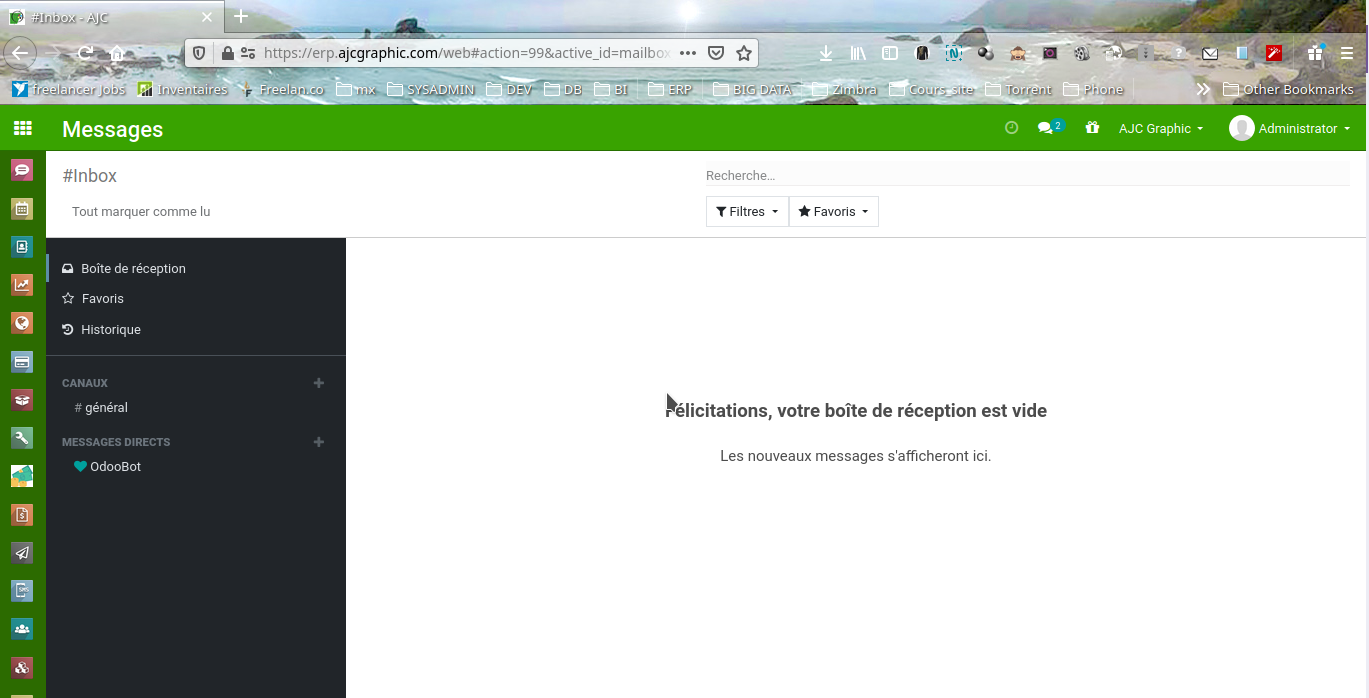 #Inbox - AJC
https://erp.ajcgraphic.com/web#action=99&active_id=mailbox
freelancer Jobs Inventaires Freelan.co mx SYSADMIN DEV DB BI ERP BIG DATA Zimbra Cours_site Torrent Phone Other Bookmarks
Messages 2 AJC Graphic Administrator
#Inbox
Recherche...
Tout marquer comme lu
Filtres Favoris
Boîte de réception
Favoris
Historique
CANAUX
# général
MESSAGES DIRECTS
OdooBot
Félicitations, votre boîte de réception est vide
Les nouveaux messages s'afficheront ici.
SMS